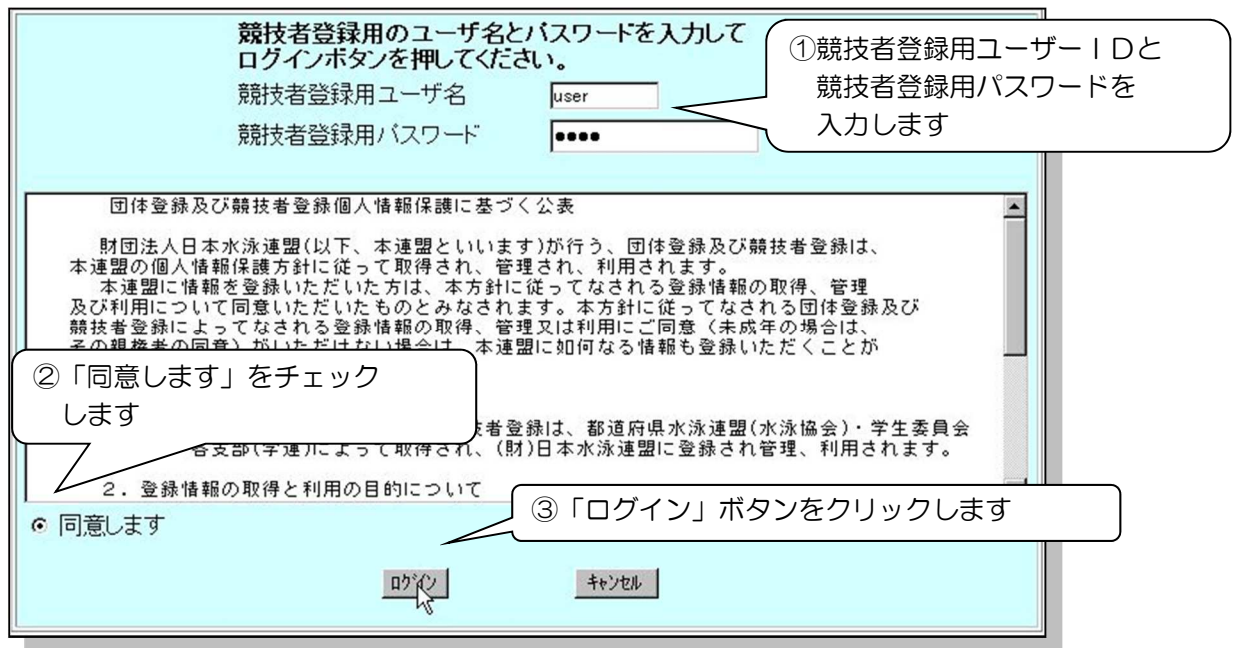 競技者登録用のユーザ名とパスワードを入力して
ログインボタンを押してください。
競技者登録用ユーザ名 user
競技者登録用パスワード ●●●●
①競技者登録用ユーザーＩＤと
競技者登録用パスワードを
入力します
団体登録及び競技者登録個人情報保護に基づく公表
財団法人日本水泳連盟(以下、本連盟といいます)が行う、団体登録及び競技者登録は、
本連盟の個人情報保護方針に従って取得され、管理され、利用されます。
本連盟に情報を登録いただいた方は、本方針に従ってなされる登録情報の取得、管理
及び利用について同意いただいたものとみなされます。本方針に従ってなされる団体登録及び
競技者登録によってなされる登録情報の取得、管理又は利用にご同意（未成年の場合は、
その親権者の同意）がいただけない場合は、本連盟に如何なる情報も登録いただくことが
②「同意します」をチェック
します
技者登録は、都道府県水泳連盟(水泳協会)・学生委員会
各支部(学連)によって取得され、(財)日本水泳連盟に登録され管理、利用されます。
２．登録情報の取得と利用の目的について
③「ログイン」ボタンをクリックします
同意します
ログイン キャンセル